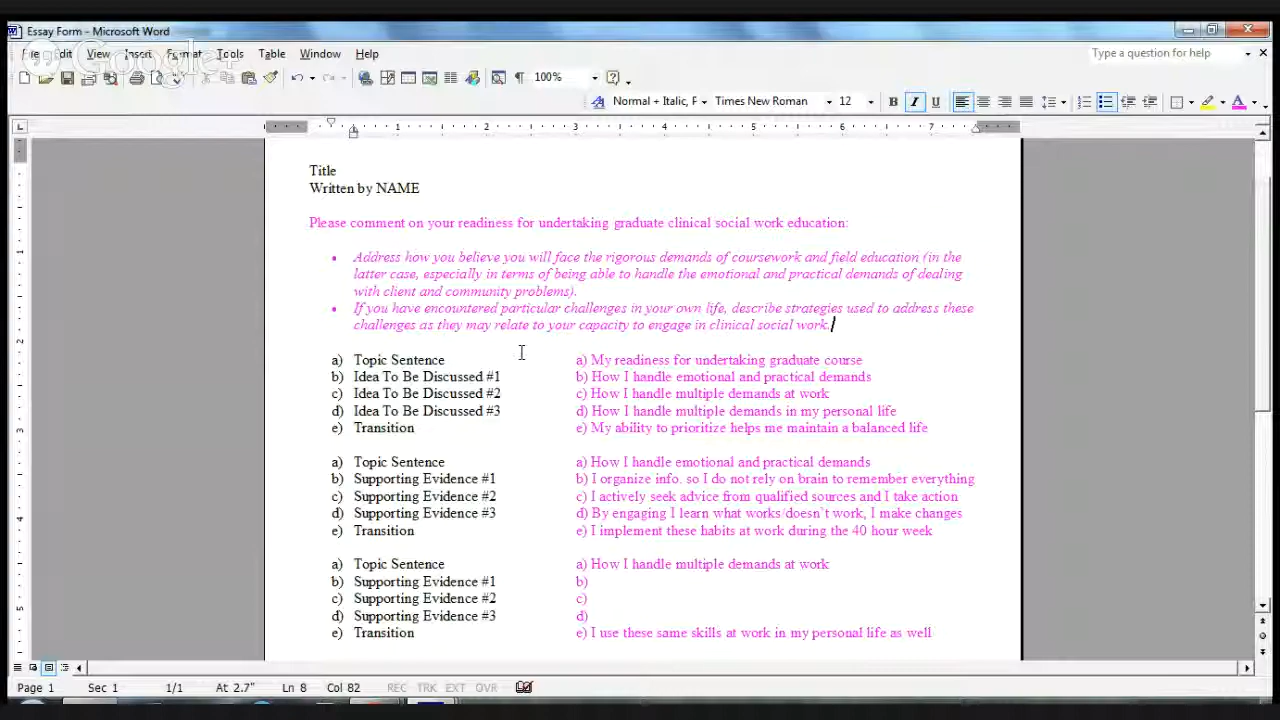 Essay Form - Microsoft Word
File Edit View Insert Format Tools Table Window Help Type a question for help
Google+
100%
Normal + Italic, F Times New Roman 12 B I U A
1 2 3 4 5 6 7
Title
Written by NAME
Please comment on your readiness for undertaking graduate clinical social work education:
• Address how you believe you will face the rigorous demands of coursework and field education (in the
latter case, especially in terms of being able to handle the emotional and practical demands of dealing
with client and community problems).
• If you have encountered particular challenges in your own life, describe strategies used to address these
challenges as they may relate to your capacity to engage in clinical social work.
a) Topic Sentence a) My readiness for undertaking graduate course
b) Idea To Be Discussed #1 b) How I handle emotional and practical demands
c) Idea To Be Discussed #2 c) How I handle multiple demands at work
d) Idea To Be Discussed #3 d) How I handle multiple demands in my personal life
e) Transition e) My ability to prioritize helps me maintain a balanced life
a) Topic Sentence a) How I handle emotional and practical demands
b) Supporting Evidence #1 b) I organize info. so I do not rely on brain to remember everything
c) Supporting Evidence #2 c) I actively seek advice from qualified sources and I take action
d) Supporting Evidence #3 d) By engaging I learn what works/doesn't work, I make changes
e) Transition e) I implement these habits at work during the 40 hour week
a) Topic Sentence a) How I handle multiple demands at work
b) Supporting Evidence #1 b)
c) Supporting Evidence #2 c)
d) Supporting Evidence #3 d)
e) Transition e) I use these same skills at work in my personal life as well
Page 1 Sec 1 1/1 At 2.7" Ln 8 Col 82 REC TRK EXT OVR